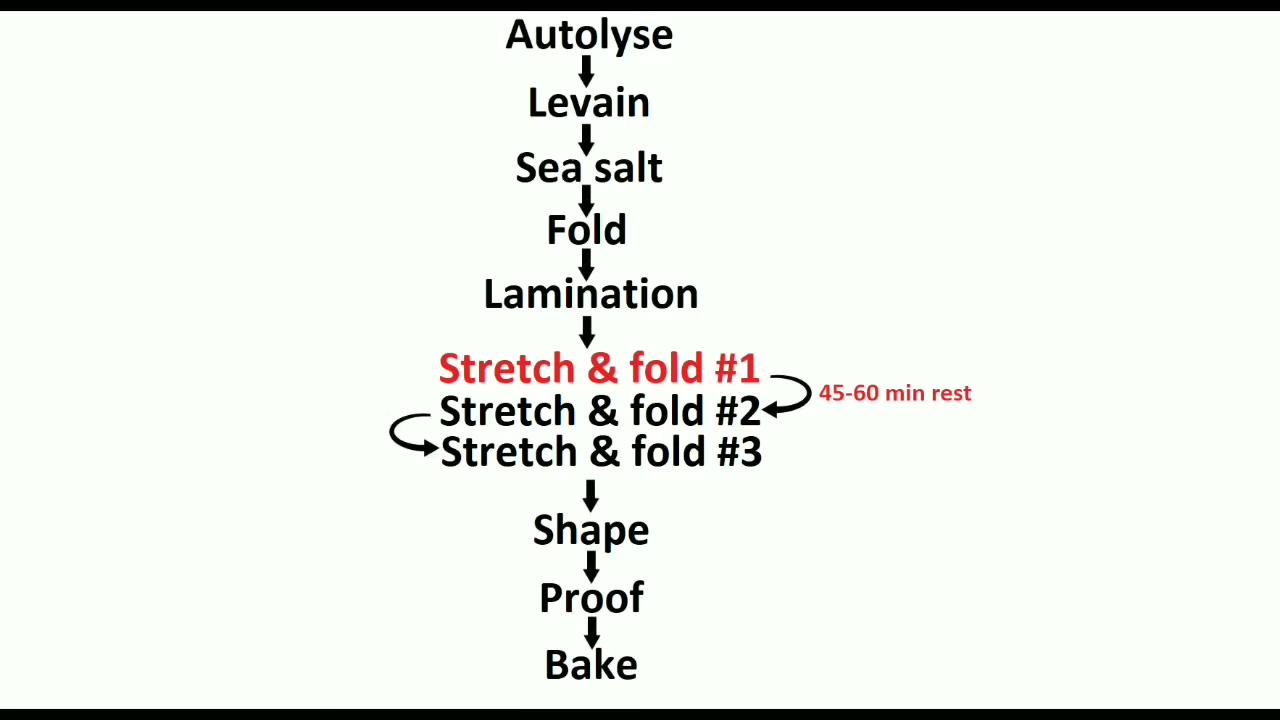 Autolyse
Levain
Sea salt
Fold
Lamination
Stretch & fold #1
45-60 min rest
Stretch & fold #2
Stretch & fold #3
Shape
Proof
Bake